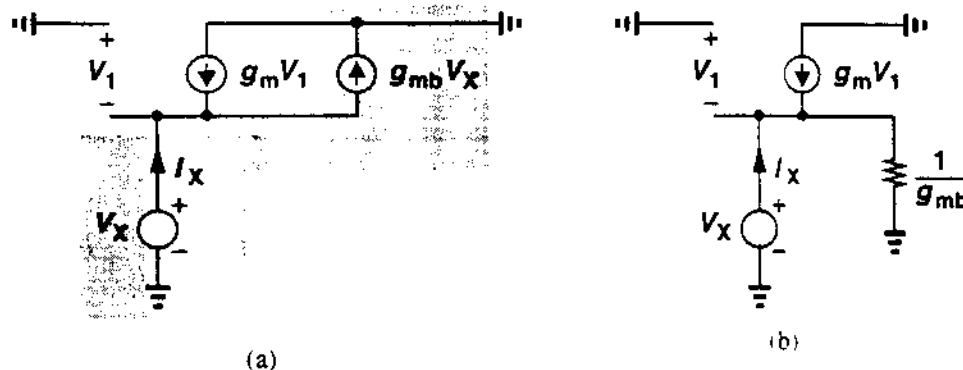 +
V₁
−
gₘV₁
gₘbVₓ
Iₓ
Vₓ
+
−
(a)
+
V₁
−
gₘV₁
Iₓ
Vₓ
+
−
1
gₘb
(b)